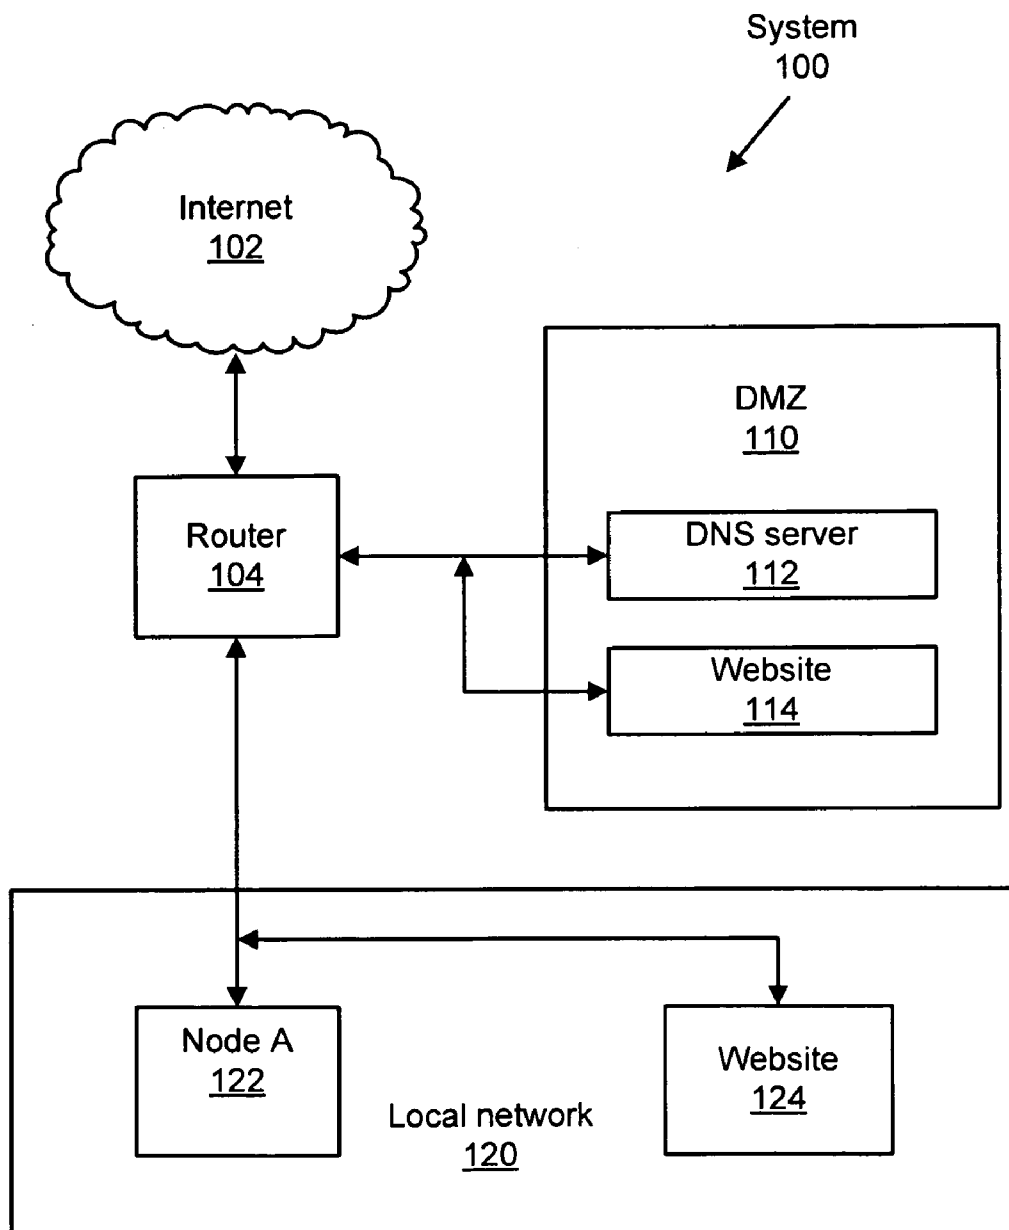 System
100
Internet
102
DMZ
110
Router
104
DNS server
112
Website
114
Node A
122
Website
124
Local network
120